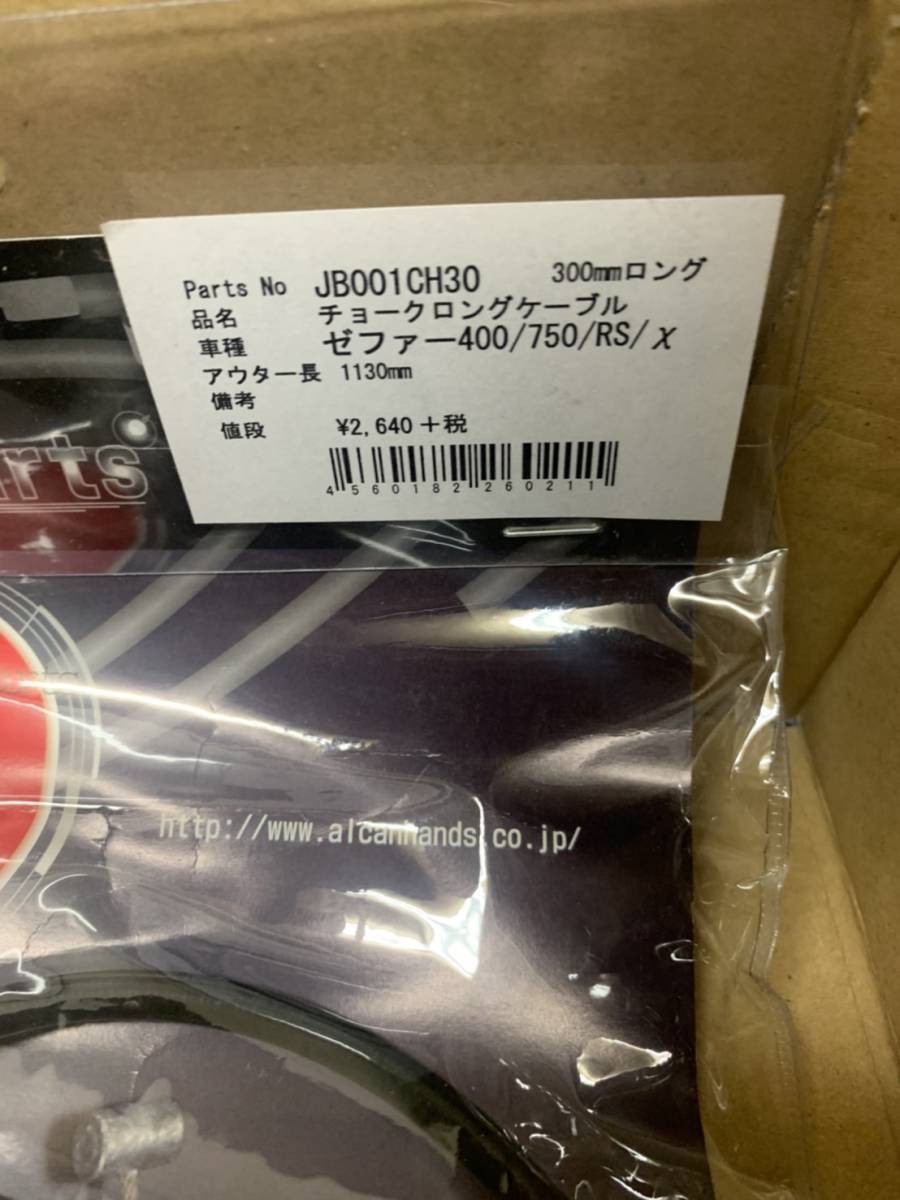 Parts No JB001CH30 300mmロング
品名 チョークロングケーブル
車種 ゼファー400/750/RS/χ
アウター長 1130mm
備考
値段 ¥2,640+税
4560182260211
arts
http://www.alcanhands.co.jp/